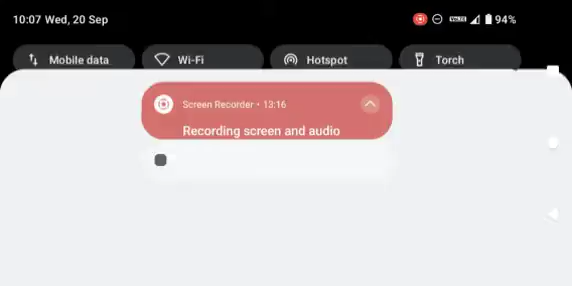 10:07 Wed, 20 Sep VoLTE 94%
Mobile data Wi-Fi Hotspot Torch
Screen Recorder • 13:16
Recording screen and audio